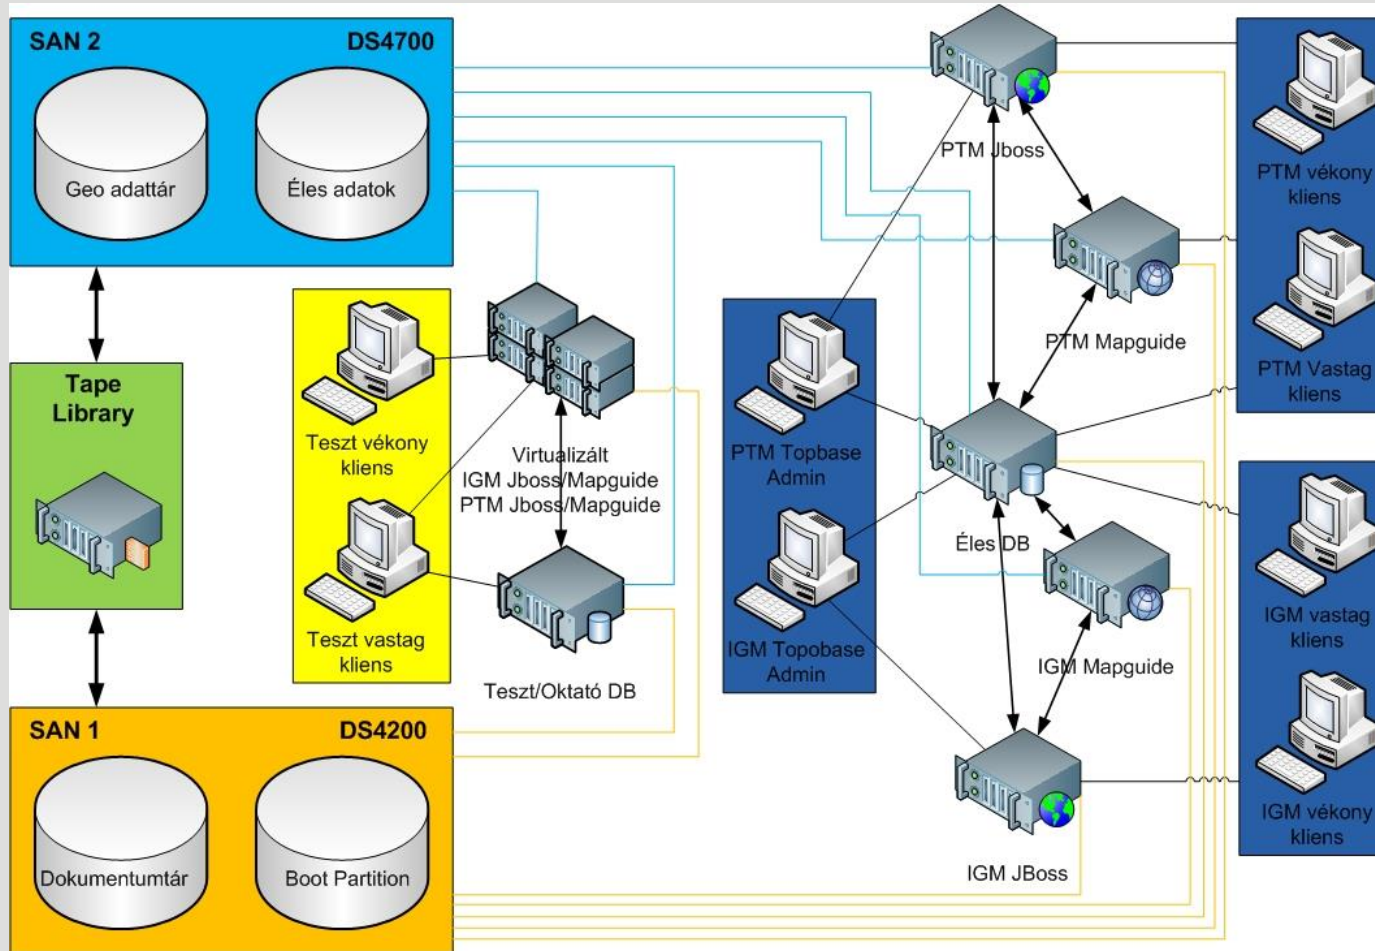 SAN 2
DS4700
Geo adattár
Éles adatok
Tape
Library
SAN 1
DS4200
Dokumentumtár
Boot Partition
Teszt vékony
kliens
Teszt vastag
kliens
Virtualizált
IGM Jboss/Mapguide
PTM Jboss/Mapguide
Teszt/Oktató DB
PTM Topbase
Admin
IGM Topobase
Admin
PTM Jboss
PTM Mapguide
Éles DB
IGM Mapguide
IGM JBoss
PTM vékony
kliens
PTM Vastag
kliens
IGM vastag
kliens
IGM vékony
kliens